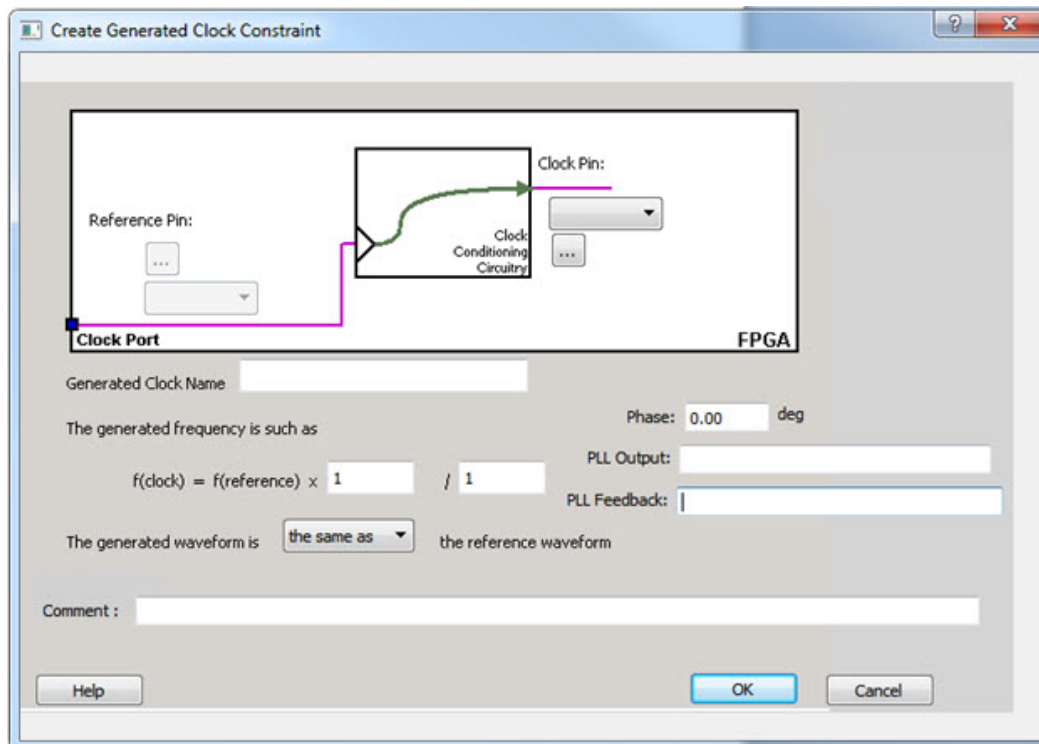 Create Generated Clock Constraint
?
Clock Pin:
Reference Pin:
...
Clock
Conditioning
Circuitry
...
Clock Port
FPGA
Generated Clock Name
The generated frequency is such as
Phase: 0.00 deg
PLL Output:
f(clock) = f(reference) x 1 / 1
PLL Feedback:
The generated waveform is the same as the reference waveform
Comment :
Help OK Cancel